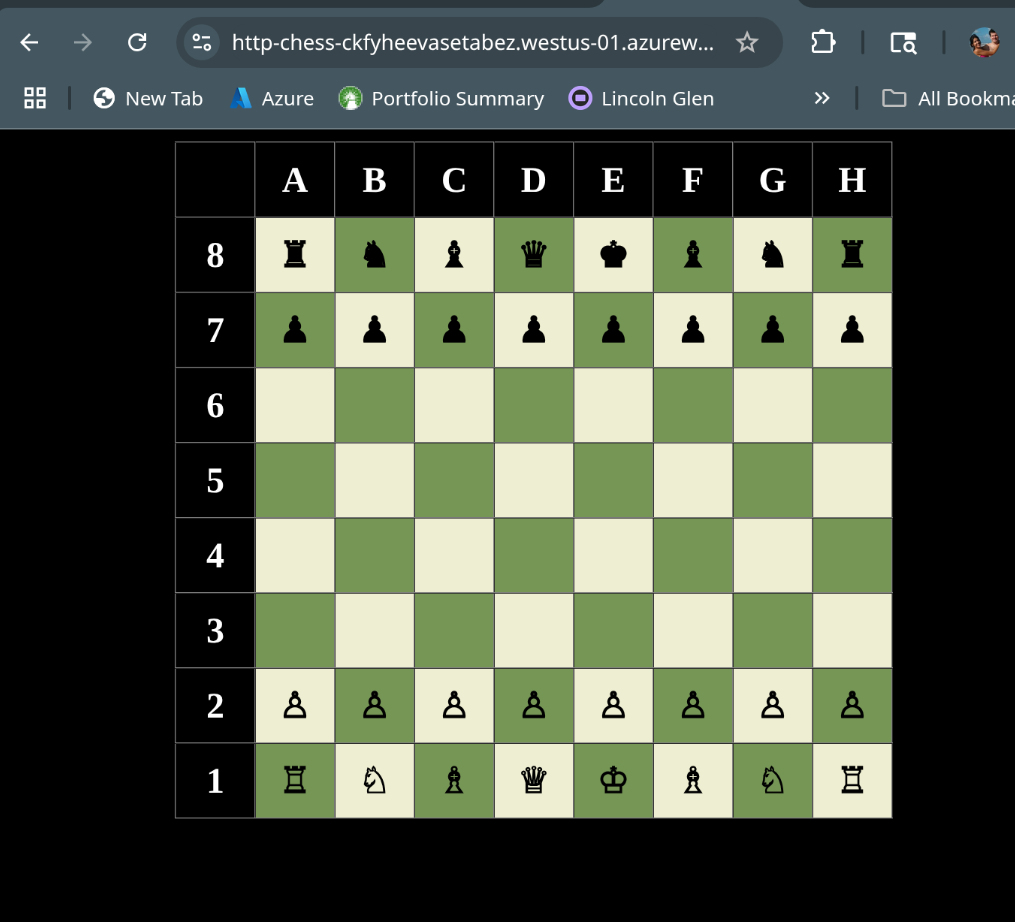 http-chess-ckfyheevasetabez.westus-01.azurew...
New Tab Azure Portfolio Summary Lincoln Glen » All Bookma
A B C D E F G H
8 ♜ ♞ ♝ ♛ ♚ ♝ ♞ ♜
7 ♟ ♟ ♟ ♟ ♟ ♟ ♟ ♟
6
5
4
3
2 ♙ ♙ ♙ ♙ ♙ ♙ ♙ ♙
1 ♖ ♘ ♗ ♕ ♔ ♗ ♘ ♖